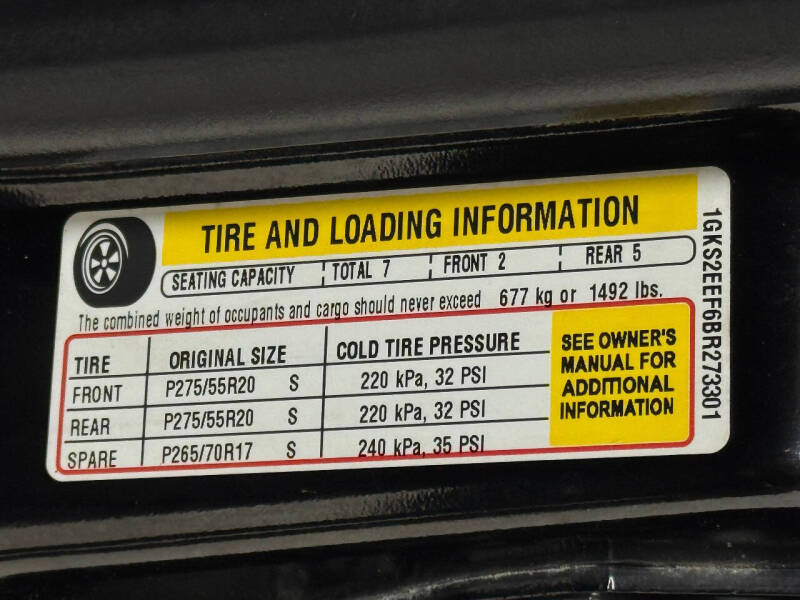 TIRE AND LOADING INFORMATION
SEATING CAPACITY TOTAL 7 FRONT 2 REAR 5
The combined weight of occupants and cargo should never exceed 677 kg or 1492 lbs.
TIRE ORIGINAL SIZE COLD TIRE PRESSURE
FRONT P275/55R20 S 220 kPa, 32 PSI
REAR P275/55R20 S 220 kPa, 32 PSI
SPARE P265/70R17 S 240 kPa, 35 PSI
SEE OWNER'S
MANUAL FOR
ADDITIONAL
INFORMATION
1GKS2EEF6BR273301